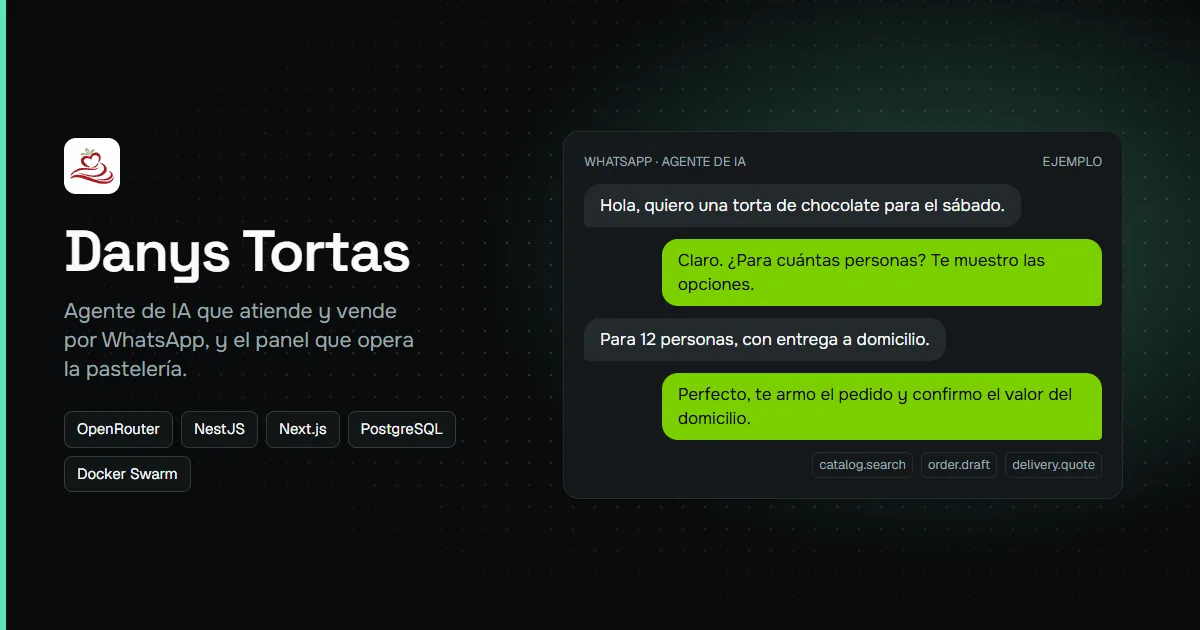 Danys Tortas
Agente de IA que atiende y vende
por WhatsApp, y el panel que opera
la pastelería.
OpenRouter
NestJS
Next.js
PostgreSQL
Docker Swarm
WHATSAPP · AGENTE DE IA
EJEMPLO
Hola, quiero una torta de chocolate para el sábado.
Claro. ¿Para cuántas personas? Te muestro las
opciones.
Para 12 personas, con entrega a domicilio.
Perfecto, te armo el pedido y confirmo el valor del
domicilio.
catalog.search
order.draft
delivery.quote